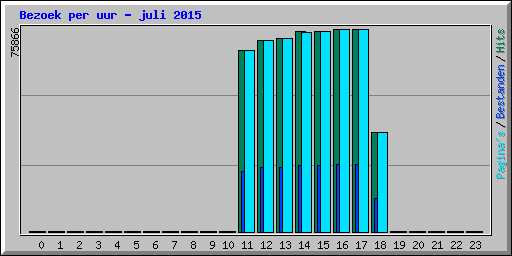 Bezoek per uur - juli 2015
75866
Pagina's / Bestanden / Hits
0 1 2 3 4 5 6 7 8 9 10 11 12 13 14 15 16 17 18 19 20 21 22 23